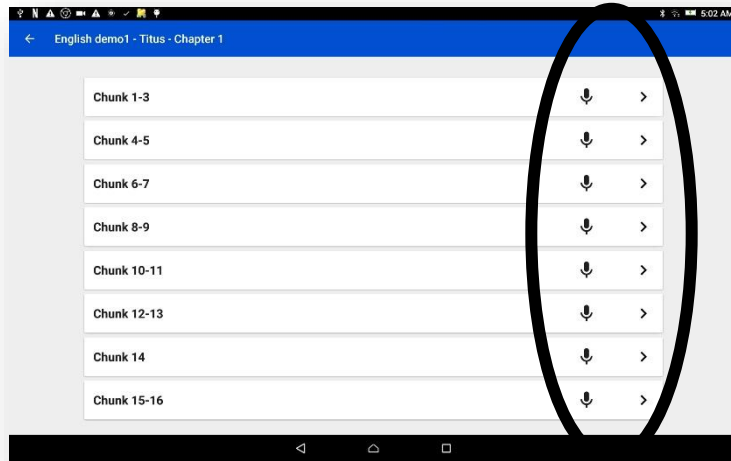 5:02 AM
English demo1 - Titus - Chapter 1
Chunk 1-3
Chunk 4-5
Chunk 6-7
Chunk 8-9
Chunk 10-11
Chunk 12-13
Chunk 14
Chunk 15-16